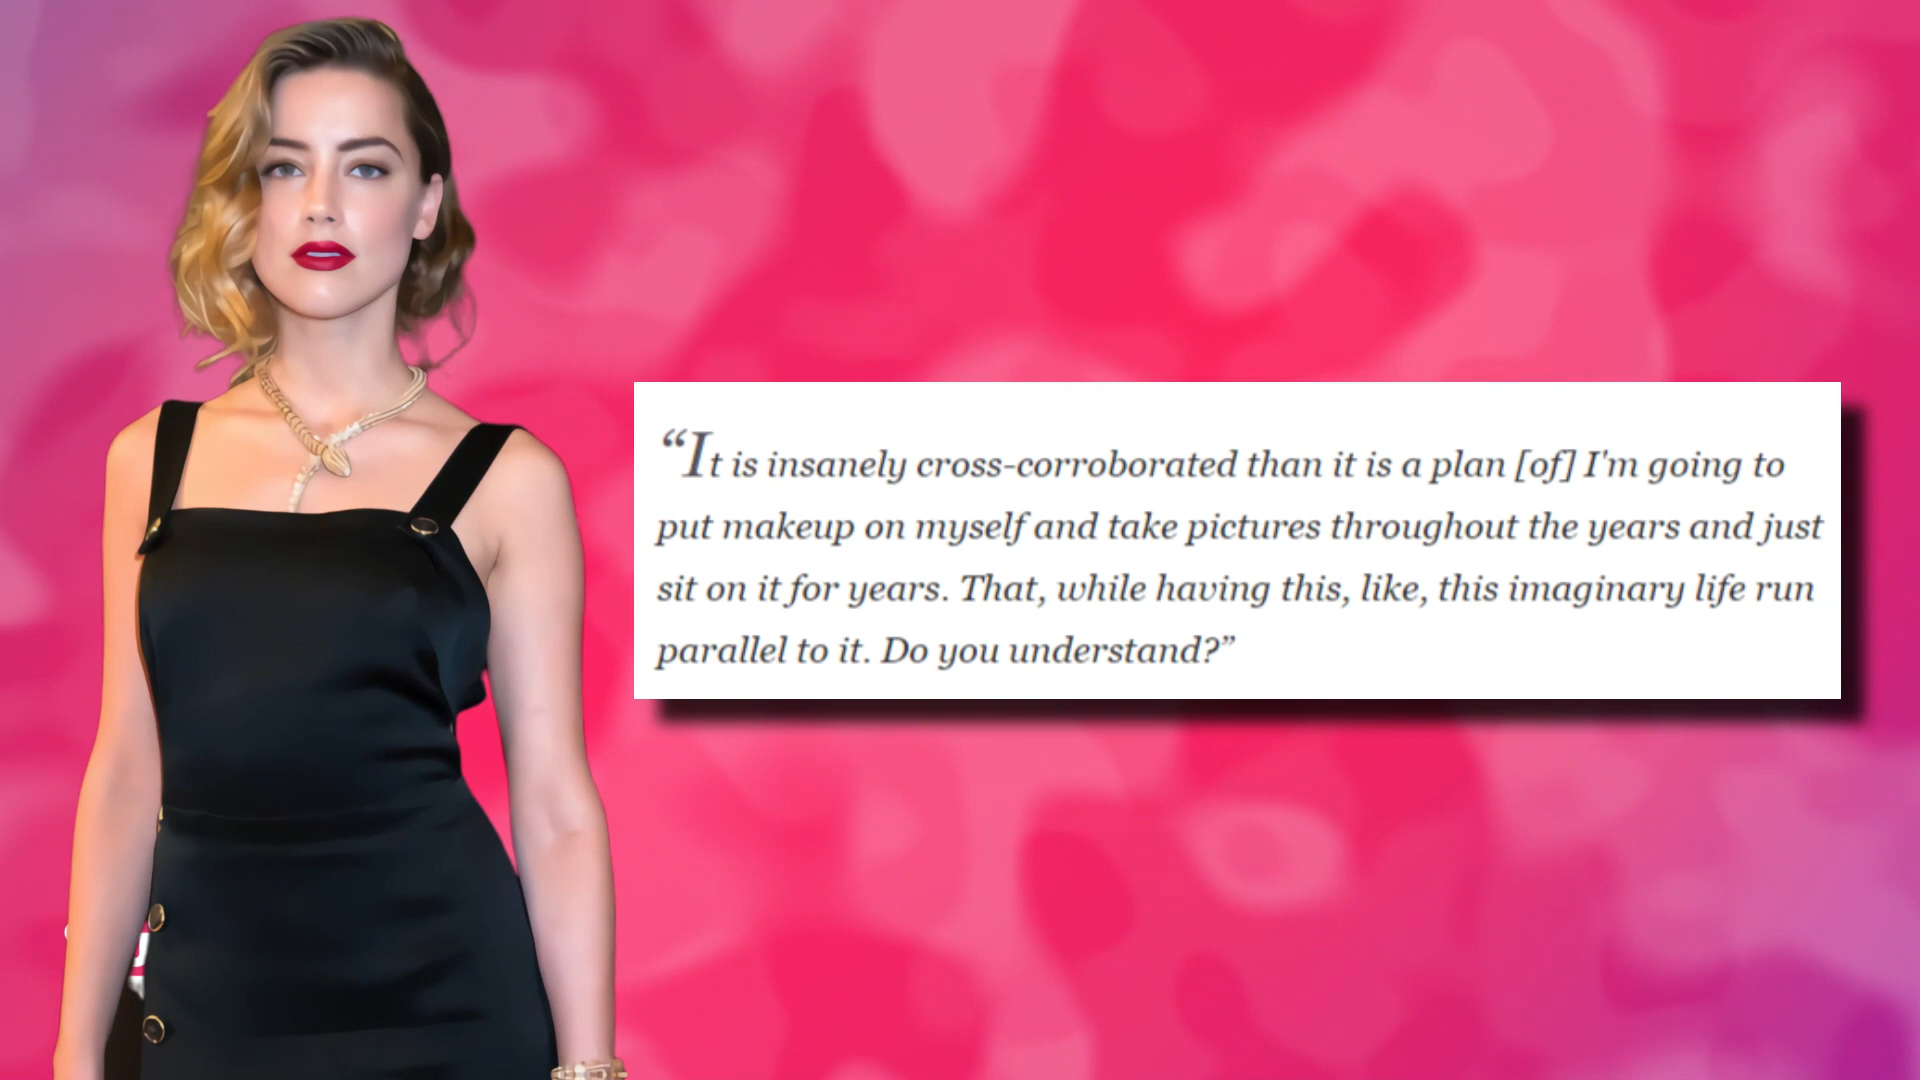 “It is insanely cross-corroborated than it is a plan [of] I'm going to
put makeup on myself and take pictures throughout the years and just
sit on it for years. That, while having this, like, this imaginary life run
parallel to it. Do you understand?”